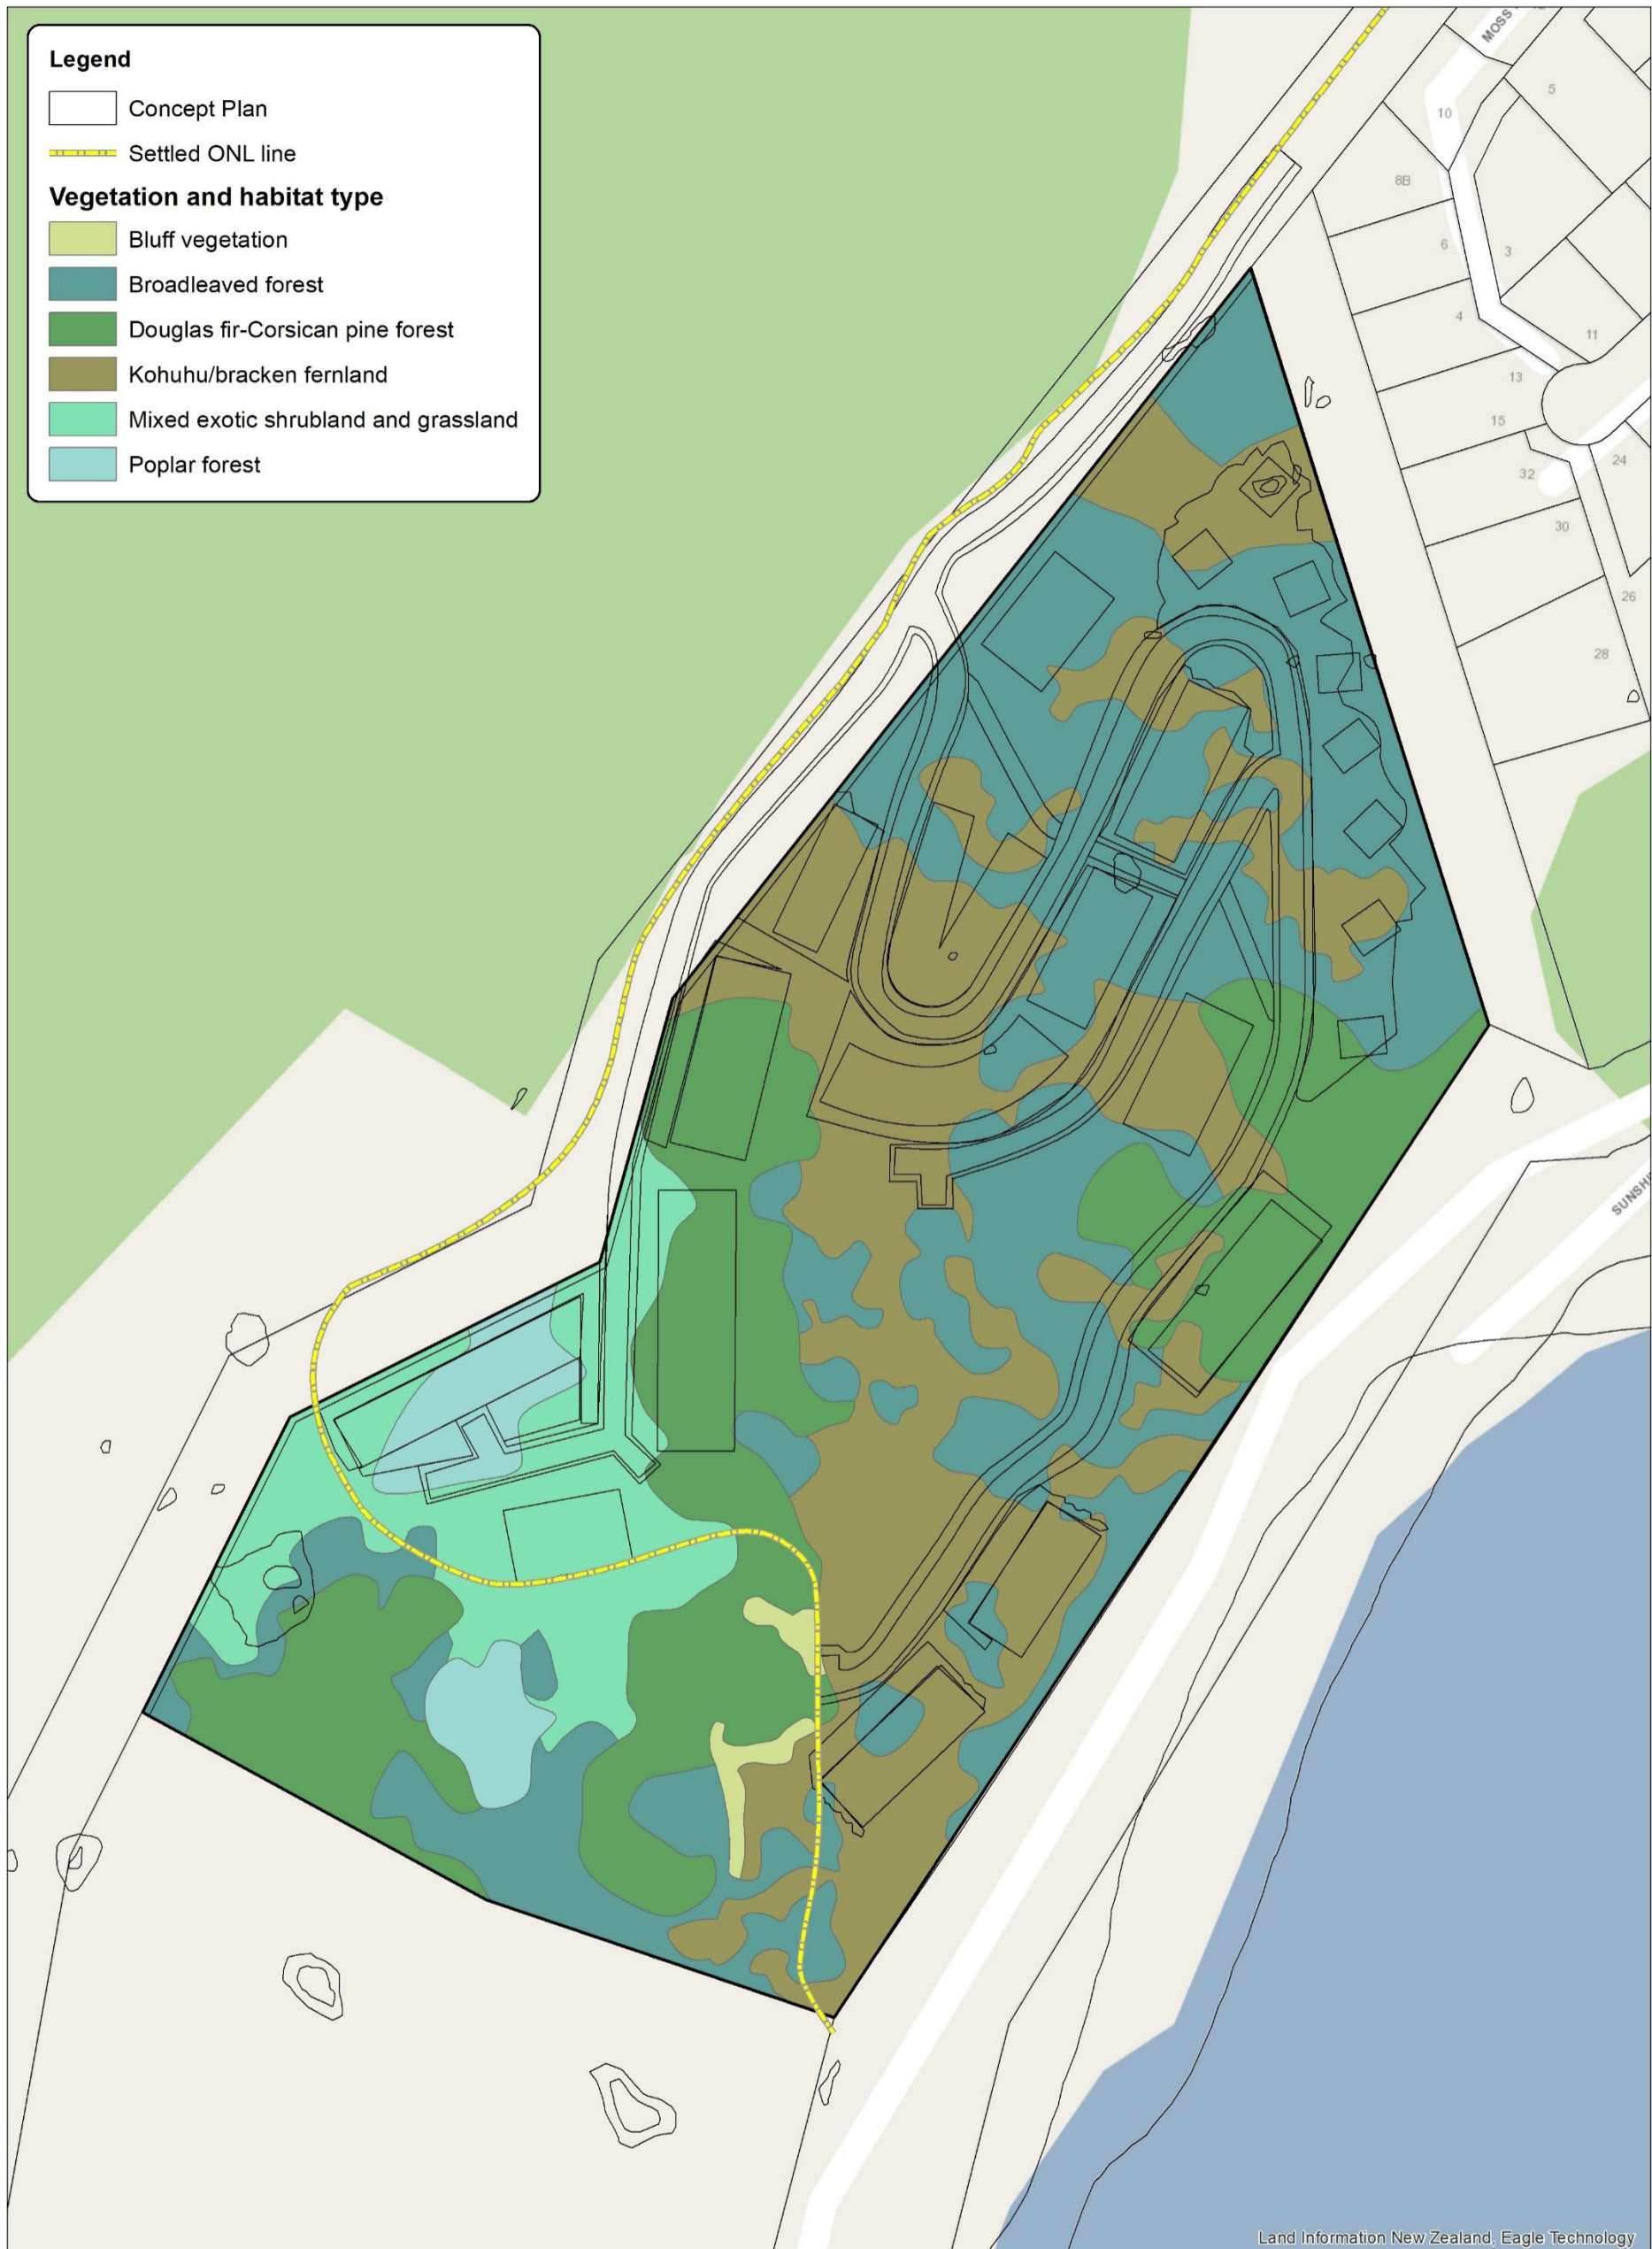 Legend
Concept Plan
Settled ONL line
Vegetation and habitat type
Bluff vegetation
Broadleaved forest
Douglas fir-Corsican pine forest
Kohuhu/bracken fernland
Mixed exotic shrubland and grassland
Poplar forest
MOSS
5
10
8B
6
3
4
11
13
15
24
32
30
26
28
SUNSHI
Land Information New Zealand, Eagle Technology